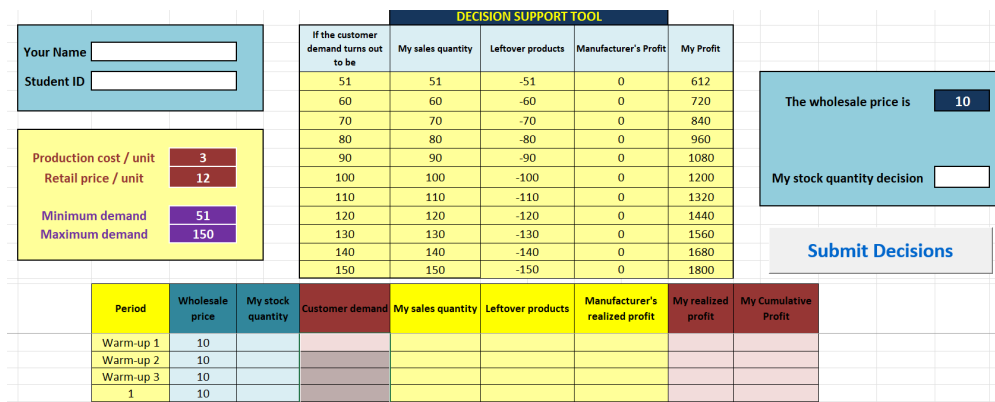 DECISION SUPPORT TOOL
Your Name
Student ID
Production cost / unit 3
Retail price / unit 12
Minimum demand 51
Maximum demand 150
If the customer
demand turns out
to be
My sales quantity
Leftover products
Manufacturer's Profit
My Profit
51 51 -51 0 612
60 60 -60 0 720
70 70 -70 0 840
80 80 -80 0 960
90 90 -90 0 1080
100 100 -100 0 1200
110 110 -110 0 1320
120 120 -120 0 1440
130 130 -130 0 1560
140 140 -140 0 1680
150 150 -150 0 1800
The wholesale price is 10
My stock quantity decision
Submit Decisions
Period
Wholesale
price
My stock
quantity
Customer demand
My sales quantity
Leftover products
Manufacturer's
realized profit
My realized
profit
My Cumulative
Profit
Warm-up 1 10
Warm-up 2 10
Warm-up 3 10
1 10